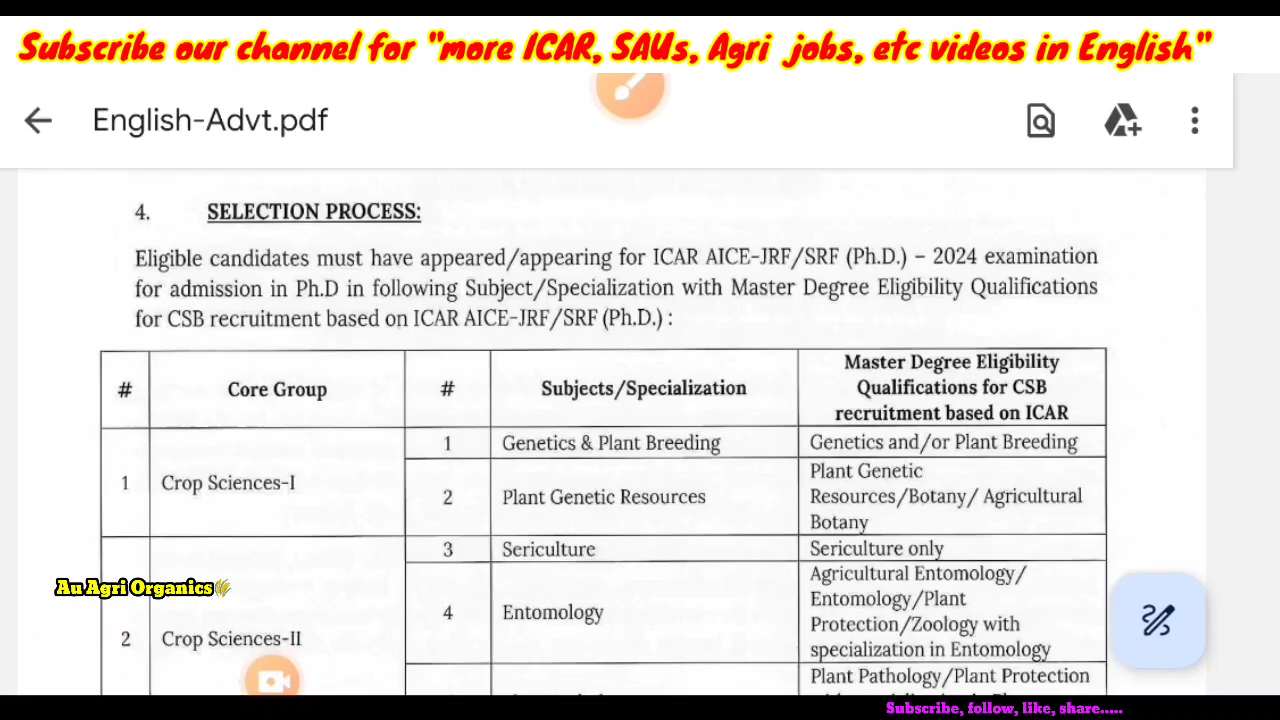 Subscribe our channel for "more ICAR, SAUs, Agri jobs, etc videos in English"
English-Advt.pdf
4. SELECTION PROCESS:
Eligible candidates must have appeared/appearing for ICAR AICE-JRF/SRF (Ph.D.) – 2024 examination
for admission in Ph.D in following Subject/Specialization with Master Degree Eligibility Qualifications
for CSB recruitment based on ICAR AICE-JRF/SRF (Ph.D.) :
# Core Group # Subjects/Specialization Master Degree Eligibility
Qualifications for CSB
recruitment based on ICAR
1 Crop Sciences-I 1 Genetics & Plant Breeding Genetics and/or Plant Breeding
2 Plant Genetic Resources Plant Genetic
Resources/Botany/ Agricultural
Botany
2 Crop Sciences-II 3 Sericulture Sericulture only
4 Entomology Agricultural Entomology/
Entomology/Plant
Protection/Zoology with
specialization in Entomology
Plant Pathology/Plant Protection
Au Agri Organics
Subscribe, follow, like, share.....